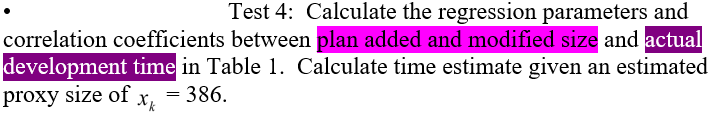 • Test 4: Calculate the regression parameters and
correlation coefficients between plan added and modified size and actual
development time in Table 1. Calculate time estimate given an estimated
proxy size of xₖ = 386.